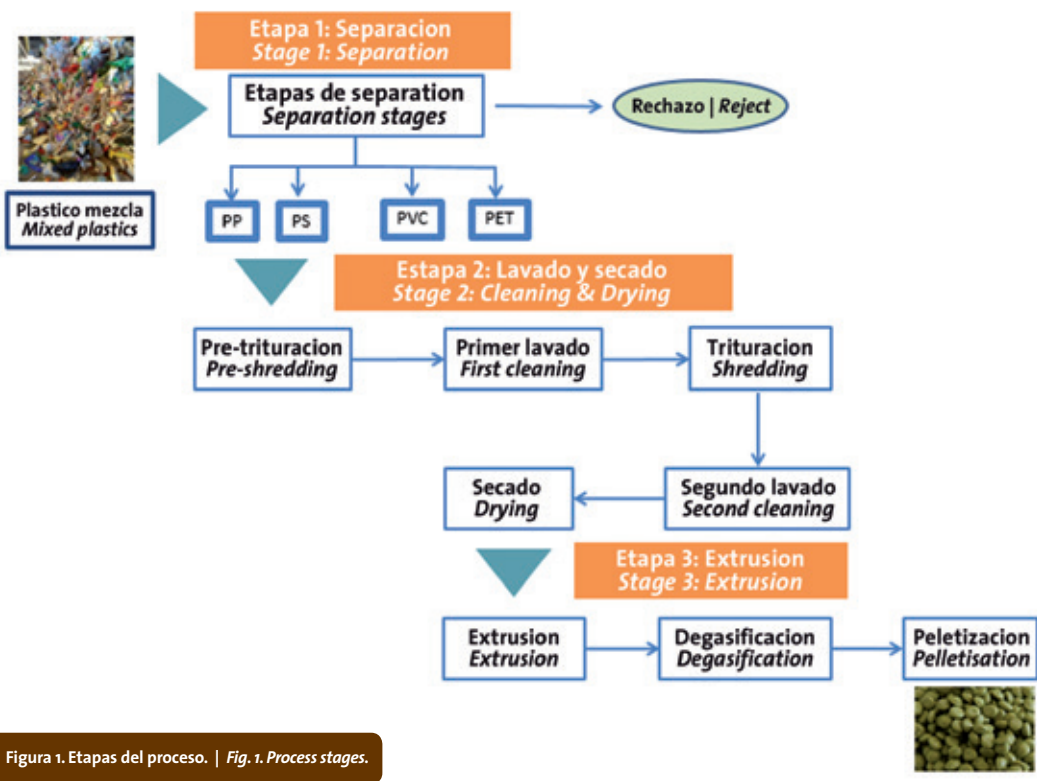 Etapa 1: Separacion
Stage 1: Separation
Etapas de separation
Separation stages
Rechazo | Reject
Plastico mezcla
Mixed plastics
PP
PS
PVC
PET
Estapa 2: Lavado y secado
Stage 2: Cleaning & Drying
Pre-trituracion
Pre-shredding
Primer lavado
First cleaning
Trituracion
Shredding
Secado
Drying
Segundo lavado
Second cleaning
Etapa 3: Extrusion
Stage 3: Extrusion
Extrusion
Extrusion
Degasificacion
Degasification
Peletizacion
Pelletisation
Figura 1. Etapas del proceso. | Fig. 1. Process stages.